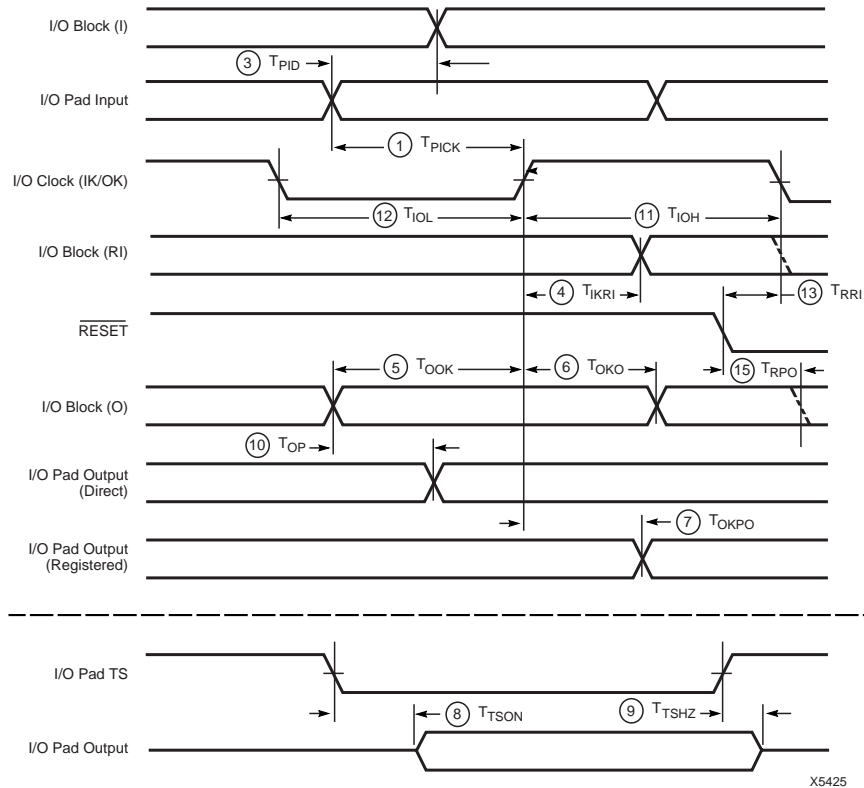 I/O Block (I)
3 TPID
I/O Pad Input
1 TPICK
I/O Clock (IK/OK)
12 TIOL
11 TIOH
I/O Block (RI)
4 TIKRI
13 TRRI
RESET
5 TOOK
6 TOKO
15 TRPO
I/O Block (O)
10 TOP
I/O Pad Output
(Direct)
7 TOKPO
I/O Pad Output
(Registered)
I/O Pad TS
8 TTSON
9 TTSHZ
I/O Pad Output
X5425